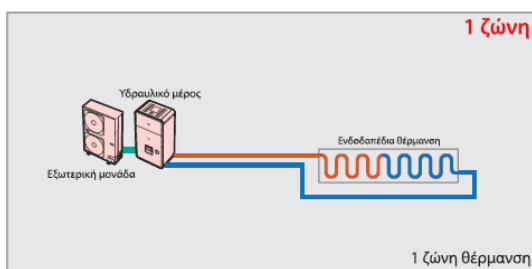 1 ζώνη
Υδραυλικό μέρος
Ενδοδαπέδια θέρμανση
Εξωτερική μονάδα
1 ζώνη θέρμανση